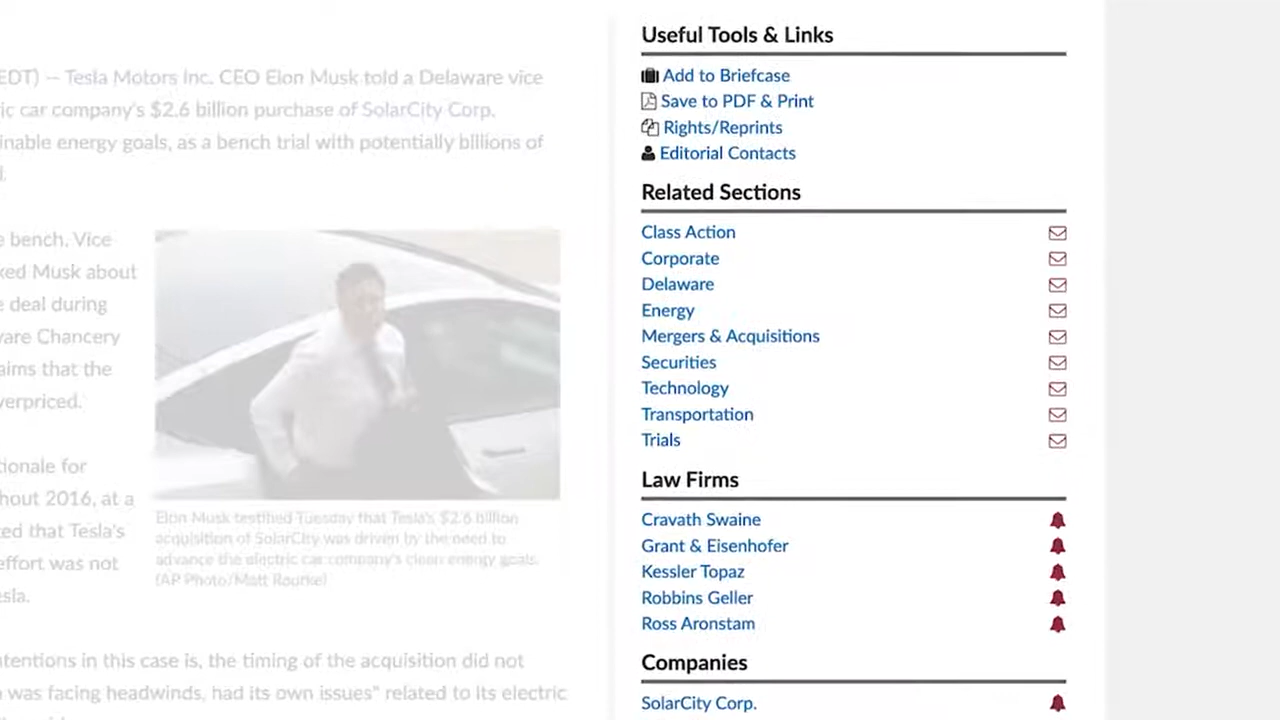 EDT) — Tesla Motors Inc. CEO Elon Musk told a Delaware vice
ic car company's $2.6 billion purchase of SolarCity Corp.
inable energy goals, as a bench trial with potentially billions of
d.
e bench, Vice
ked Musk about
e deal during
ware Chancery
aims that the
verpriced.
tionale for
hout 2016, at a
ted that Tesla's
effort was not
esla.
Elon Musk testified Tuesday that Tesla's $2.6 billion
acquisition of SolarCity was driven by the need to
advance the electric car company's clean energy goals.
(AP Photo/Matt Rourke)
ntentions in this case is, the timing of the acquisition did not
was facing headwinds, had its own issues" related to its electric
Useful Tools & Links
Add to Briefcase
Save to PDF & Print
Rights/Reprints
Editorial Contacts
Related Sections
Class Action
Corporate
Delaware
Energy
Mergers & Acquisitions
Securities
Technology
Transportation
Trials
Law Firms
Cravath Swaine
Grant & Eisenhofer
Kessler Topaz
Robbins Geller
Ross Aronstam
Companies
SolarCity Corp.